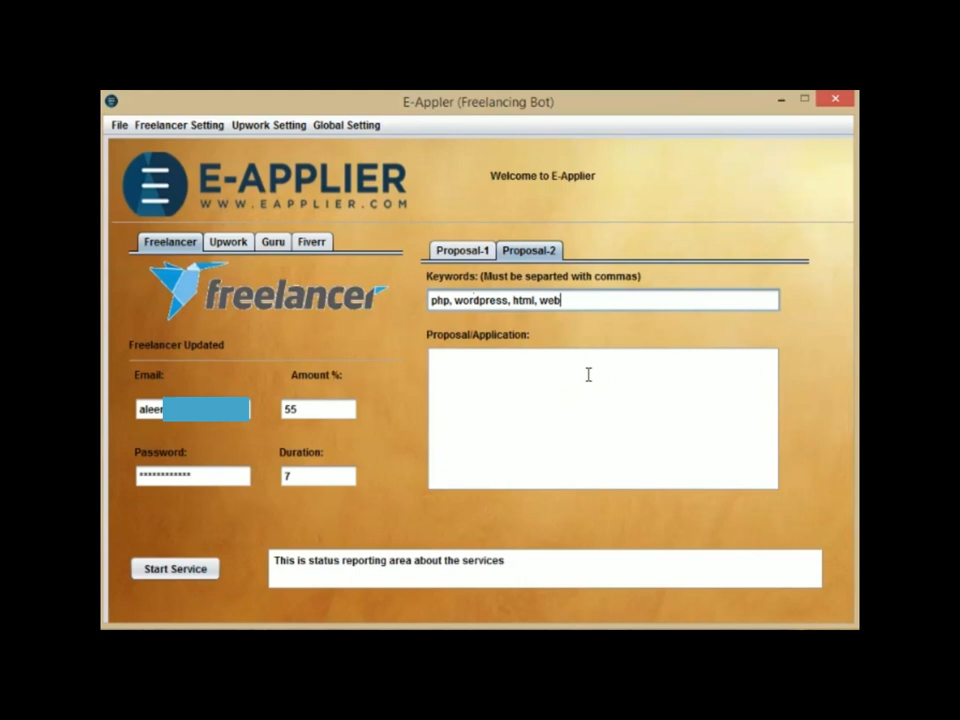 E-Appler (Freelancing Bot)
File Freelancer Setting Upwork Setting Global Setting
E-APPLIER
WWW.EAPPLIER.COM
Welcome to E-Applier
Freelancer Upwork Guru Fiverr
freelancer
Freelancer Updated
Email: Amount %:
aleer 55
Password: Duration:
************ 7
Proposal-1 Proposal-2
Keywords: (Must be separted with commas)
php, wordpress, html, web
Proposal/Application:
Start Service
This is status reporting area about the services